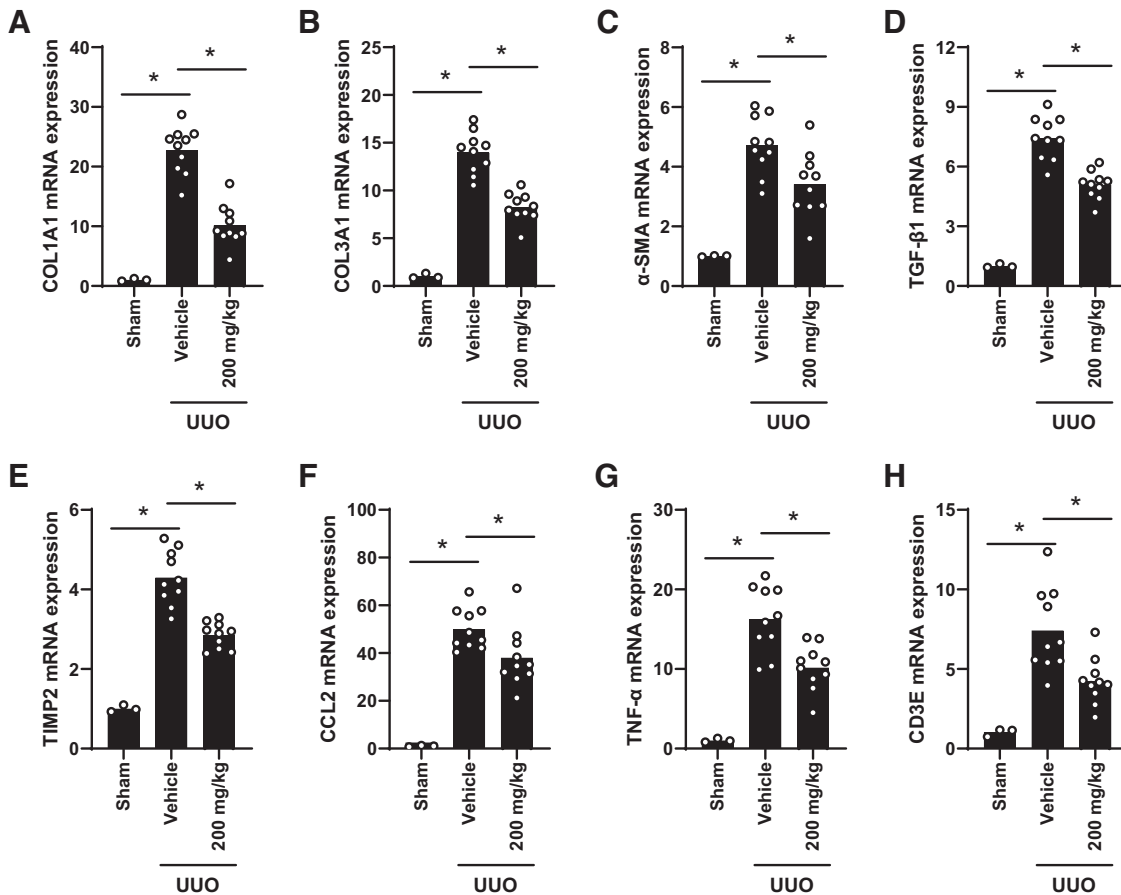 A
COL1A1 mRNA expression
40
30
20
10
0
*
*
Sham
Vehicle
200 mg/kg
UUO
B
COL3A1 mRNA expression
25
20
15
10
5
0
*
*
Sham
Vehicle
200 mg/kg
UUO
C
α-SMA mRNA expression
8
6
4
2
0
*
*
Sham
Vehicle
200 mg/kg
UUO
D
TGF-β1 mRNA expression
12
9
6
3
0
*
*
Sham
Vehicle
200 mg/kg
UUO
E
TIMP2 mRNA expression
6
4
2
0
*
*
Sham
Vehicle
200 mg/kg
UUO
F
CCL2 mRNA expression
100
80
60
40
20
0
*
*
Sham
Vehicle
200 mg/kg
UUO
G
TNF-α mRNA expression
30
20
10
0
*
*
Sham
Vehicle
200 mg/kg
UUO
H
CD3E mRNA expression
15
10
5
0
*
*
Sham
Vehicle
200 mg/kg
UUO